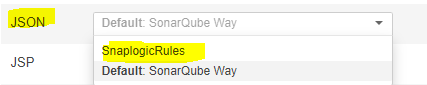 JSON Default: SonarQube Way
SnaplogicRules
JSP Default: SonarQube Way